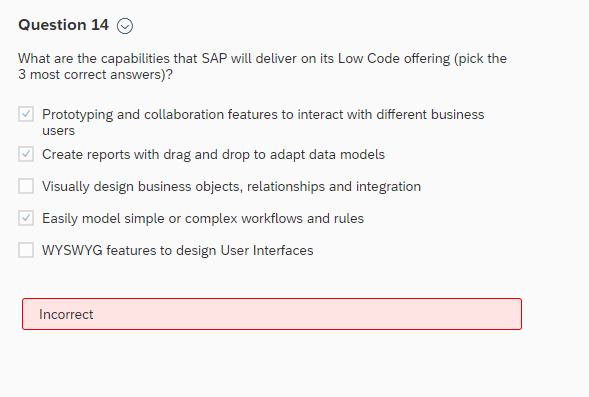 Question 14
What are the capabilities that SAP will deliver on its Low Code offering (pick the
3 most correct answers)?
Prototyping and collaboration features to interact with different business
users
Create reports with drag and drop to adapt data models
Visually design business objects, relationships and integration
Easily model simple or complex workflows and rules
WYSWYG features to design User Interfaces
Incorrect